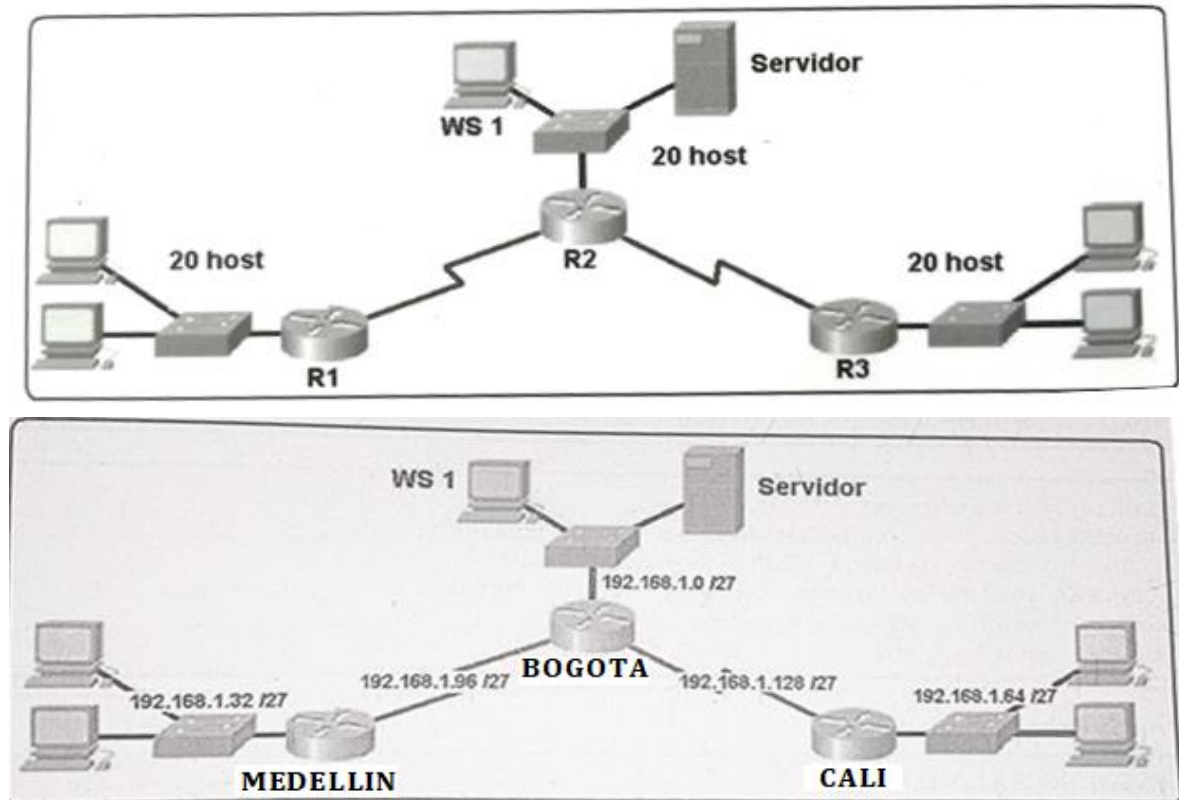 Servidor
WS 1
20 host
R2
20 host
R1
20 host
R3
WS 1
Servidor
192.168.1.0 /27
BOGOTA
192.168.1.96 /27
192.168.1.128 /27
192.168.1.32 /27
192.168.1.64 /27
MEDELLIN
CALI